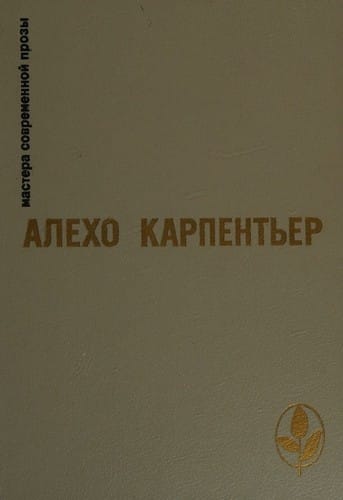 мастера современной прозы
АЛЕХО КАРПЕНТЬЕР